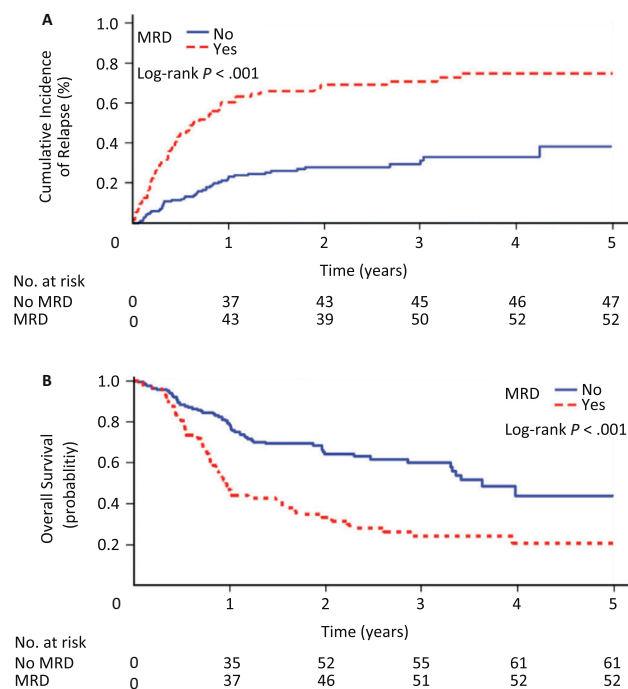 A
Cumulative Incidence
of Relapse (%)
1.0
0.8
0.6
0.4
0.2
MRD No
Yes
Log-rank P < .001
0 1 2 3 4 5
Time (years)
No. at risk
No MRD 0 37 43 45 46 47
MRD 0 43 39 50 52 52
B
Overall Survival
(probablitiy)
1.0
0.8
0.6
0.4
0.2
MRD No
Yes
Log-rank P < .001
0 1 2 3 4 5
Time (years)
No. at risk
No MRD 0 35 52 55 61 61
MRD 0 37 46 51 52 52